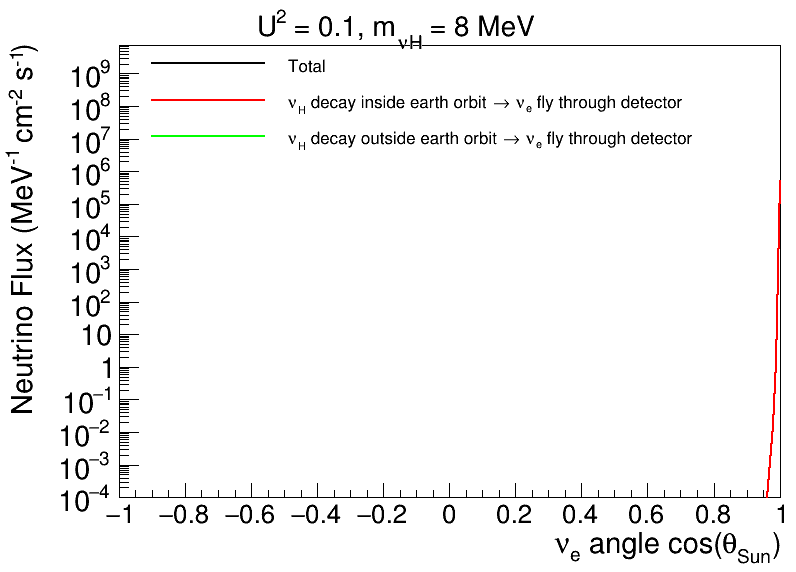 U² = 0.1, m_νH = 8 MeV
Neutrino Flux (MeV⁻¹ cm⁻² s⁻¹)
Total
ν_H decay inside earth orbit → ν_e fly through detector
ν_H decay outside earth orbit → ν_e fly through detector
10⁹
10⁸
10⁷
10⁶
10⁵
10⁴
10³
10²
10
1
10⁻¹
10⁻²
10⁻³
10⁻⁴
−1 −0.8 −0.6 −0.4 −0.2 0 0.2 0.4 0.6 0.8 1
ν_e angle cos(θ_Sun)